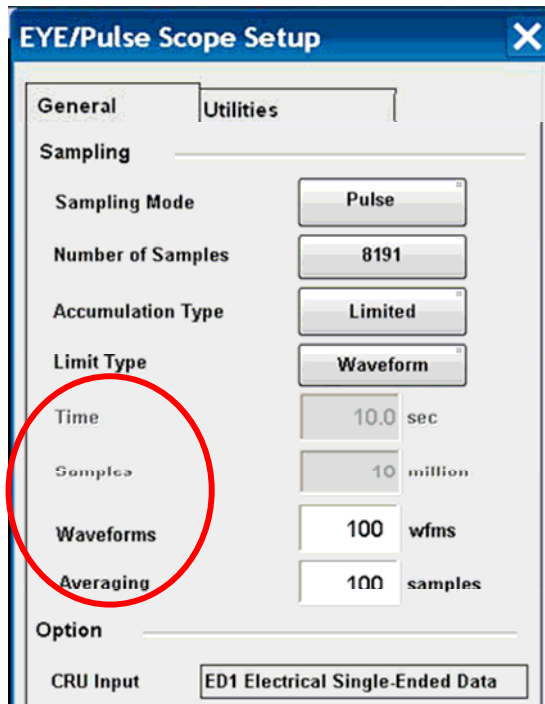 EYE/Pulse Scope Setup
General Utilities
Sampling
Sampling Mode Pulse
Number of Samples 8191
Accumulation Type Limited
Limit Type Waveform
Time 10.0 sec
Samples 10 million
Waveforms 100 wfms
Averaging 100 samples
Option
CRU Input ED1 Electrical Single-Ended Data